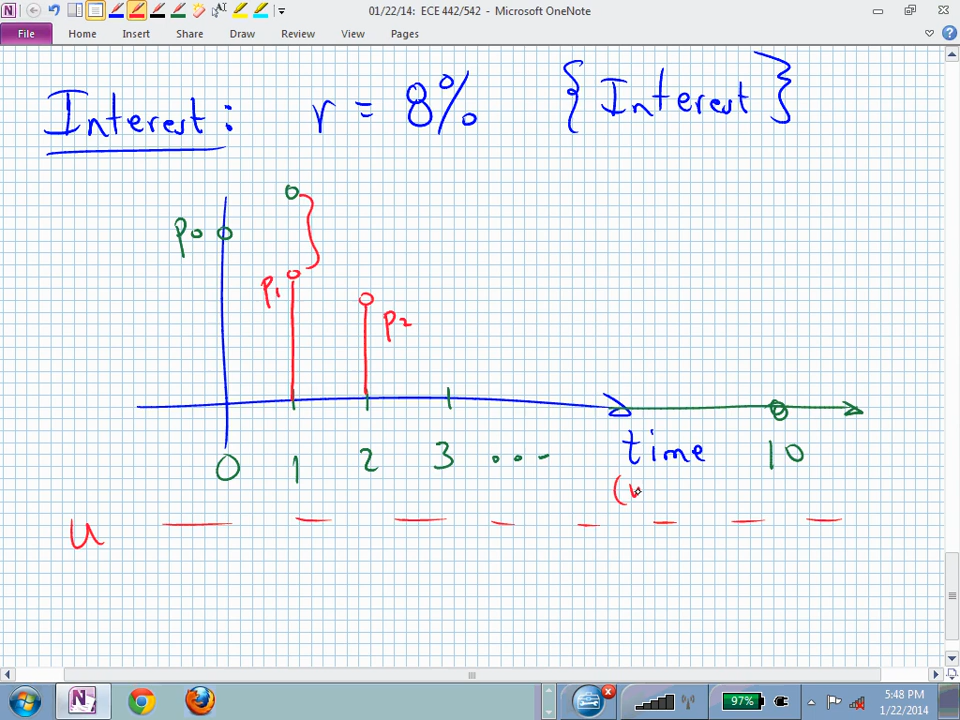 01/22/14: ECE 442/542 - Microsoft OneNote
File Home Insert Share Draw Review View Pages
Interest: r = 8% {Interest}
p0
p1
p2
0 1 2 3 ... time 10
u
97%
5:48 PM
1/22/2014